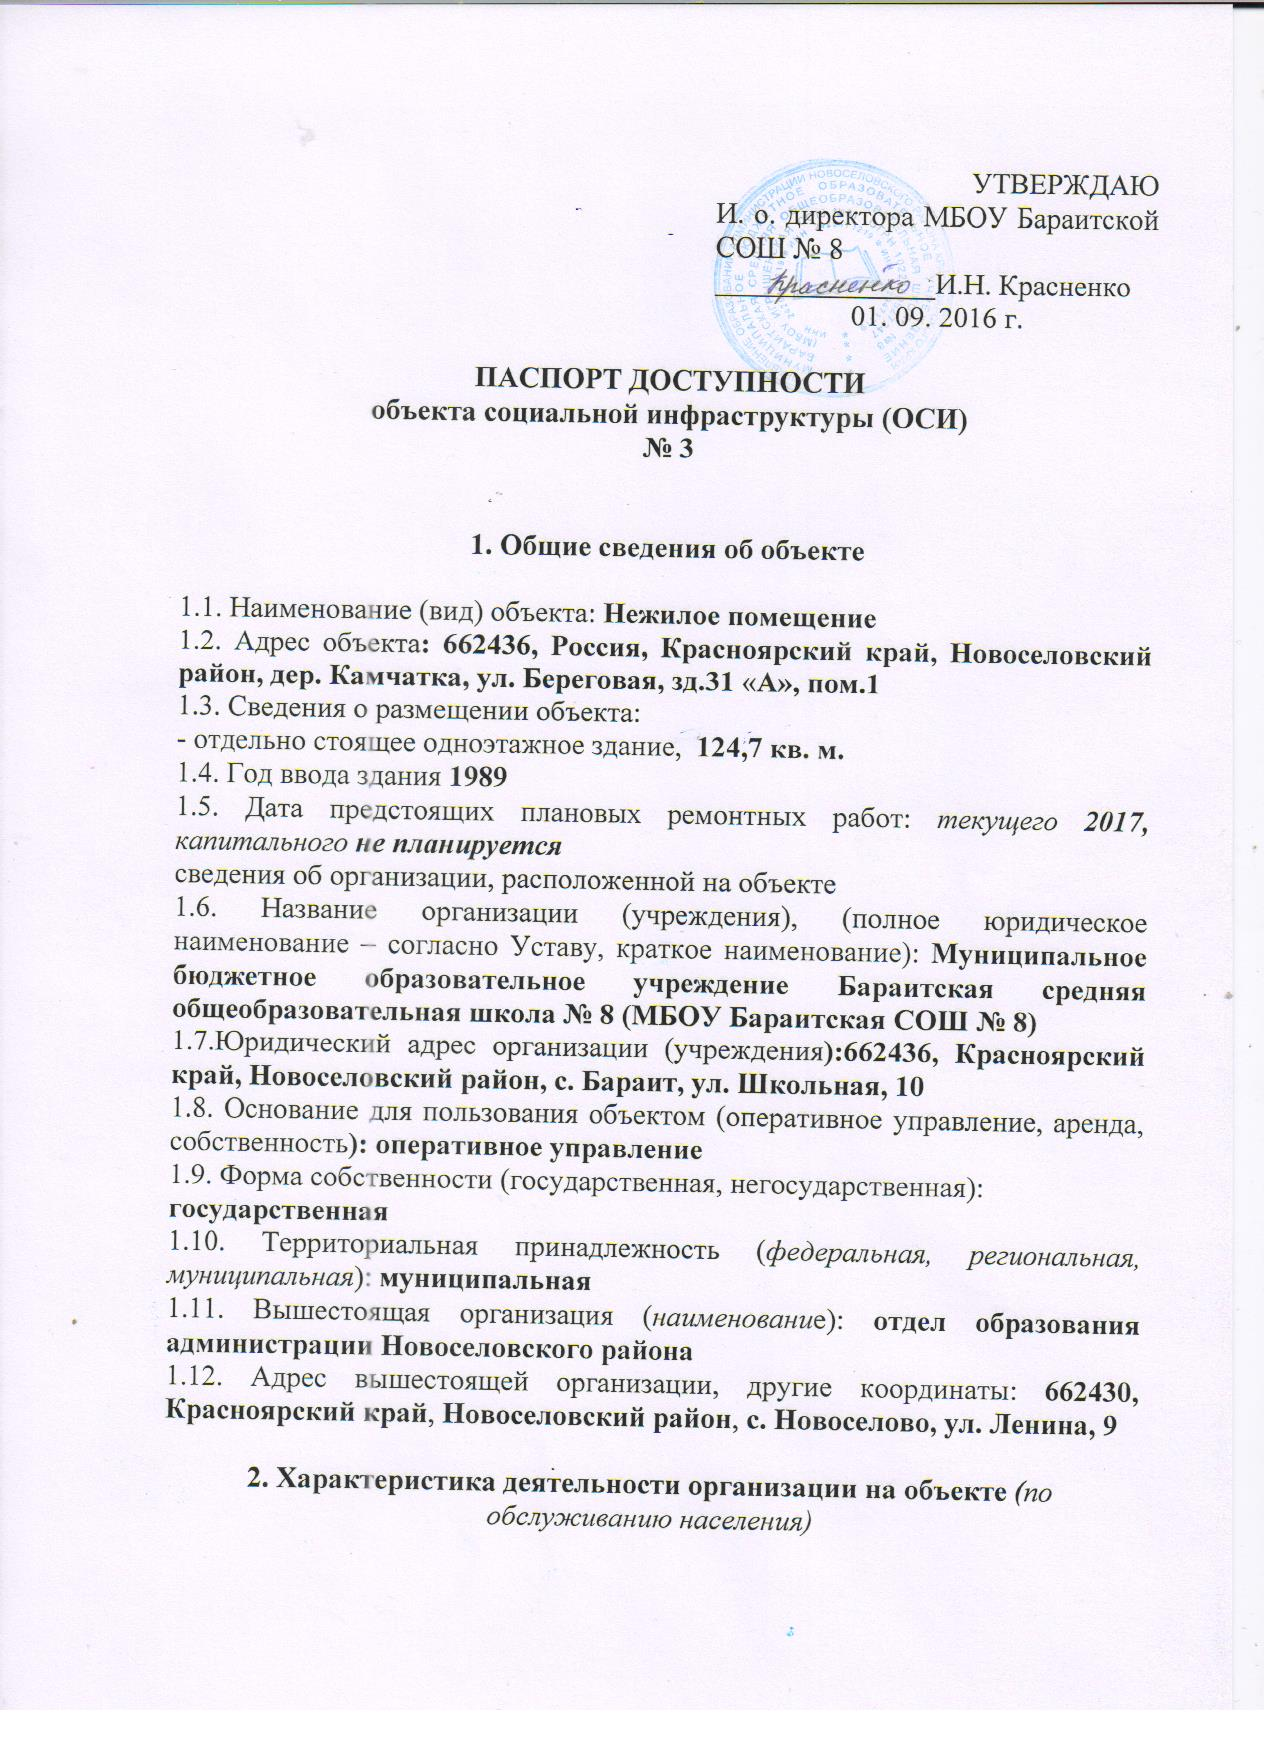 УТВЕРЖДАЮ
И. о. директора МБОУ Бараитской
СОШ № 8
Красненко И.Н. Красненко
01. 09. 2016 г.
ПАСПОРТ ДОСТУПНОСТИ
объекта социальной инфраструктуры (ОСИ)
№ 3
1. Общие сведения об объекте
1.1. Наименование (вид) объекта: Нежилое помещение
1.2. Адрес объекта: 662436, Россия, Красноярский край, Новоселовский
район, дер. Камчатка, ул. Береговая, зд.31 «А», пом.1
1.3. Сведения о размещении объекта:
- отдельно стоящее одноэтажное здание, 124,7 кв. м.
1.4. Год ввода здания 1989
1.5. Дата предстоящих плановых ремонтных работ: текущего 2017,
капитального не планируется
сведения об организации, расположенной на объекте
1.6. Название организации (учреждения), (полное юридическое
наименование – согласно Уставу, краткое наименование): Муниципальное
бюджетное образовательное учреждение Бараитская средняя
общеобразовательная школа № 8 (МБОУ Бараитская СОШ № 8)
1.7.Юридический адрес организации (учреждения):662436, Красноярский
край, Новоселовский район, с. Бараит, ул. Школьная, 10
1.8. Основание для пользования объектом (оперативное управление, аренда,
собственность): оперативное управление
1.9. Форма собственности (государственная, негосударственная):
государственная
1.10. Территориальная принадлежность (федеральная, региональная,
муниципальная): муниципальная
1.11. Вышестоящая организация (наименование): отдел образования
администрации Новоселовского района
1.12. Адрес вышестоящей организации, другие координаты: 662430,
Красноярский край, Новоселовский район, с. Новоселово, ул. Ленина, 9
2. Характеристика деятельности организации на объекте (по
обслуживанию населения)